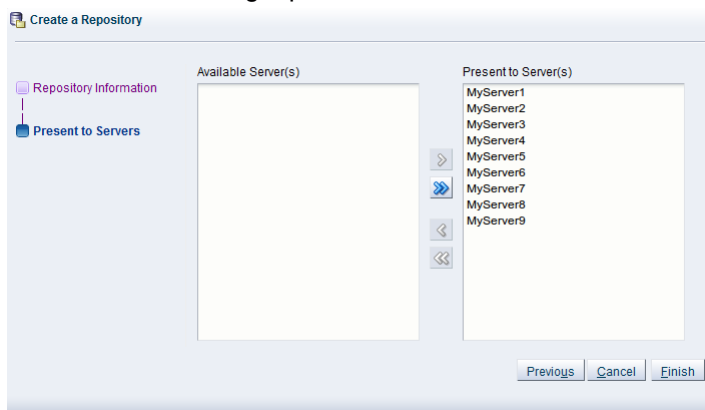 Create a Repository
Repository Information
Present to Servers
Available Server(s)
Present to Server(s)
MyServer1
MyServer2
MyServer3
MyServer4
MyServer5
MyServer6
MyServer7
MyServer8
MyServer9
Previous Cancel Finish